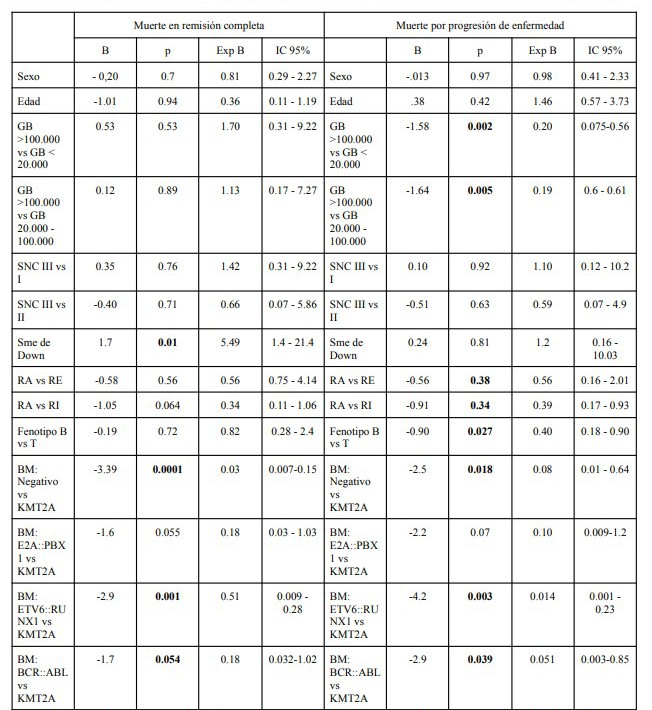 Muerte en remisión completa Muerte por progresión de enfermedad
B p Exp B IC 95% B p Exp B IC 95%
Sexo - 0,20 0.7 0.81 0.29 - 2.27 Sexo -.013 0.97 0.98 0.41 - 2.33
Edad -1.01 0.94 0.36 0.11 - 1.19 Edad .38 0.42 1.46 0.57 - 3.73
GB 0.53 0.53 1.70 0.31 - 9.22 GB -1.58 0.002 0.20 0.075-0.56
>100.000 >100.000
vs GB < vs GB <
20.000 20.000
GB 0.12 0.89 1.13 0.17 - 7.27 GB -1.64 0.005 0.19 0.6 - 0.61
>100.000 >100.000
vs GB vs GB
20.000 - 20.000 -
100.000 100.000
SNC III vs 0.35 0.76 1.42 0.31 - 9.22 SNC III vs 0.10 0.92 1.10 0.12 - 10.2
I I
SNC III vs -0.40 0.71 0.66 0.07 - 5.86 SNC III vs -0.51 0.63 0.59 0.07 - 4.9
II II
Sme de 1.7 0.01 5.49 1.4 - 21.4 Sme de 0.24 0.81 1.2 0.16 -
Down Down 10.03
RA vs RE -0.58 0.56 0.56 0.75 - 4.14 RA vs RE -0.56 0.38 0.56 0.16 - 2.01
RA vs RI -1.05 0.064 0.34 0.11 - 1.06 RA vs RI -0.91 0.34 0.39 0.17 - 0.93
Fenotipo B -0.19 0.72 0.82 0.28 - 2.4 Fenotipo B -0.90 0.027 0.40 0.18 - 0.90
vs T vs T
BM: -3.39 0.0001 0.03 0.007-0.15 BM: -2.5 0.018 0.08 0.01 - 0.64
Negativo Negativo
vs vs
KMT2A KMT2A
BM: -1.6 0.055 0.18 0.03 - 1.03 BM: -2.2 0.07 0.10 0.009-1.2
E2A::PBX E2A::PBX
1 vs 1 vs
KMT2A KMT2A
BM: -2.9 0.001 0.51 0.009 - BM: -4.2 0.003 0.014 0.001 -
ETV6::RU 0.28 ETV6::RU 0.23
NX1 vs NX1 vs
KMT2A KMT2A
BM: -1.7 0.054 0.18 0.032-1.02 BM: -2.9 0.039 0.051 0.003-0.85
BCR::ABL BCR::ABL
vs vs
KMT2A KMT2A